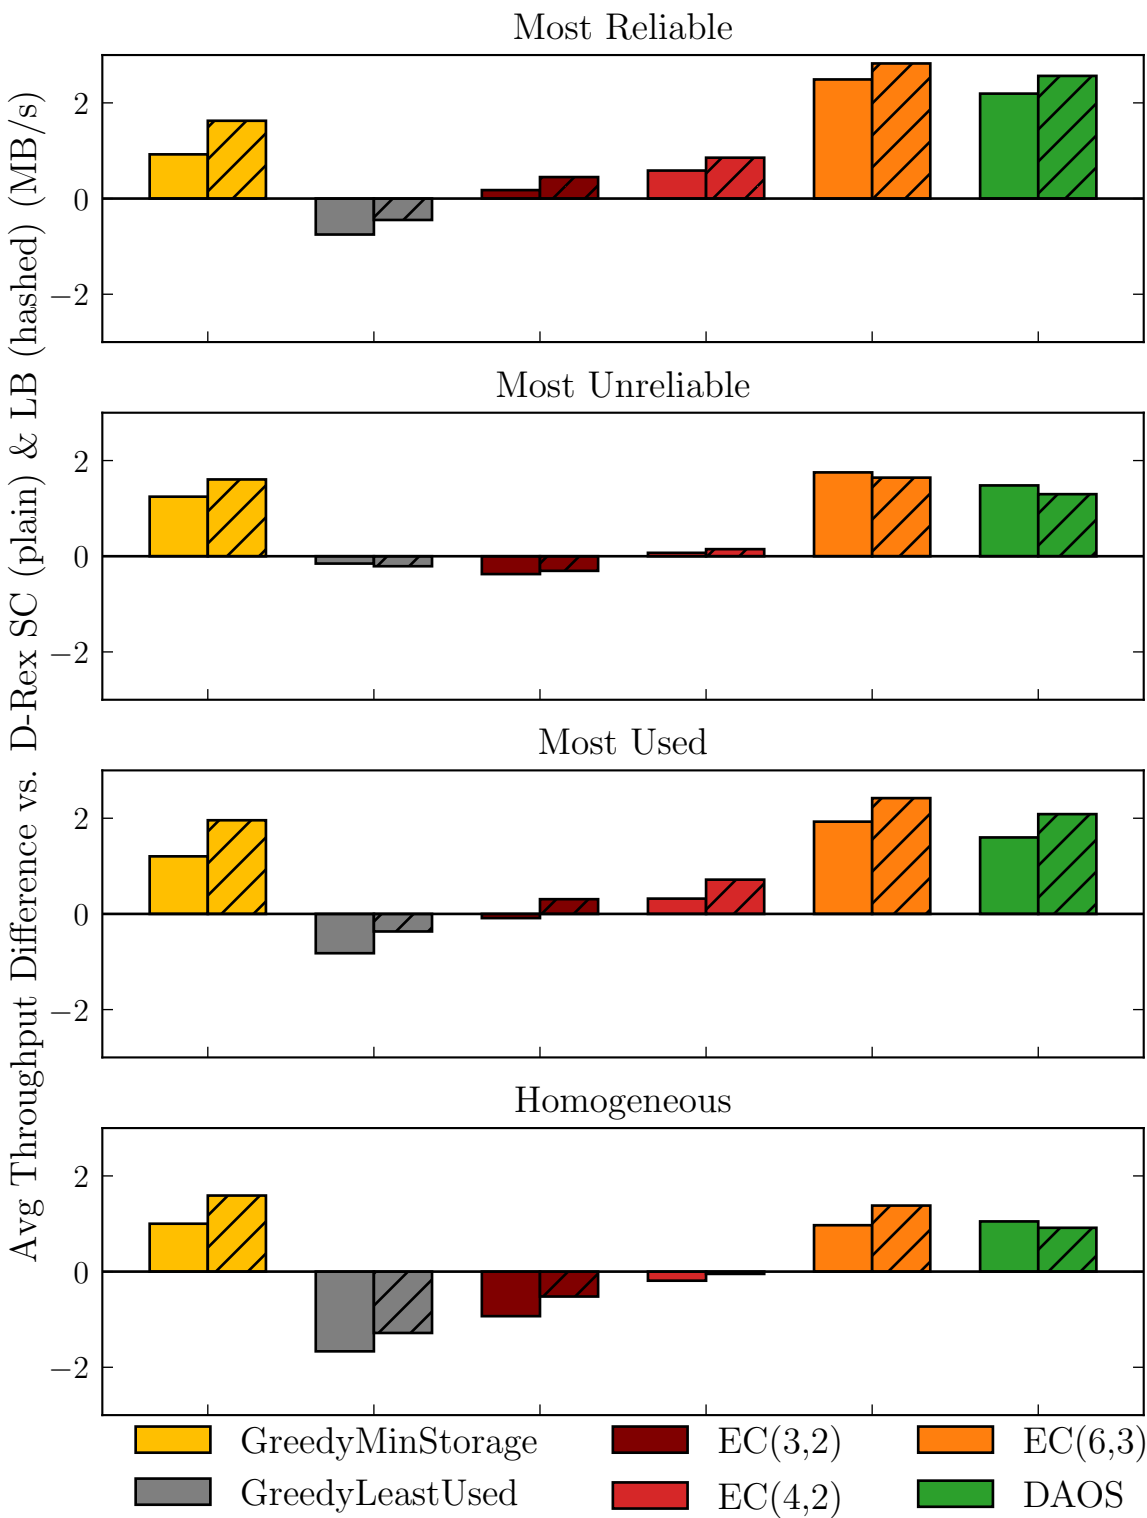 Avg Throughput Difference vs. D-Rex SC (plain) & LB (hashed) (MB/s)
Most Reliable
2
0
−2
Most Unreliable
2
0
−2
Most Used
2
0
−2
Homogeneous
2
0
−2
GreedyMinStorage
GreedyLeastUsed
EC(3,2)
EC(4,2)
EC(6,3)
DAOS